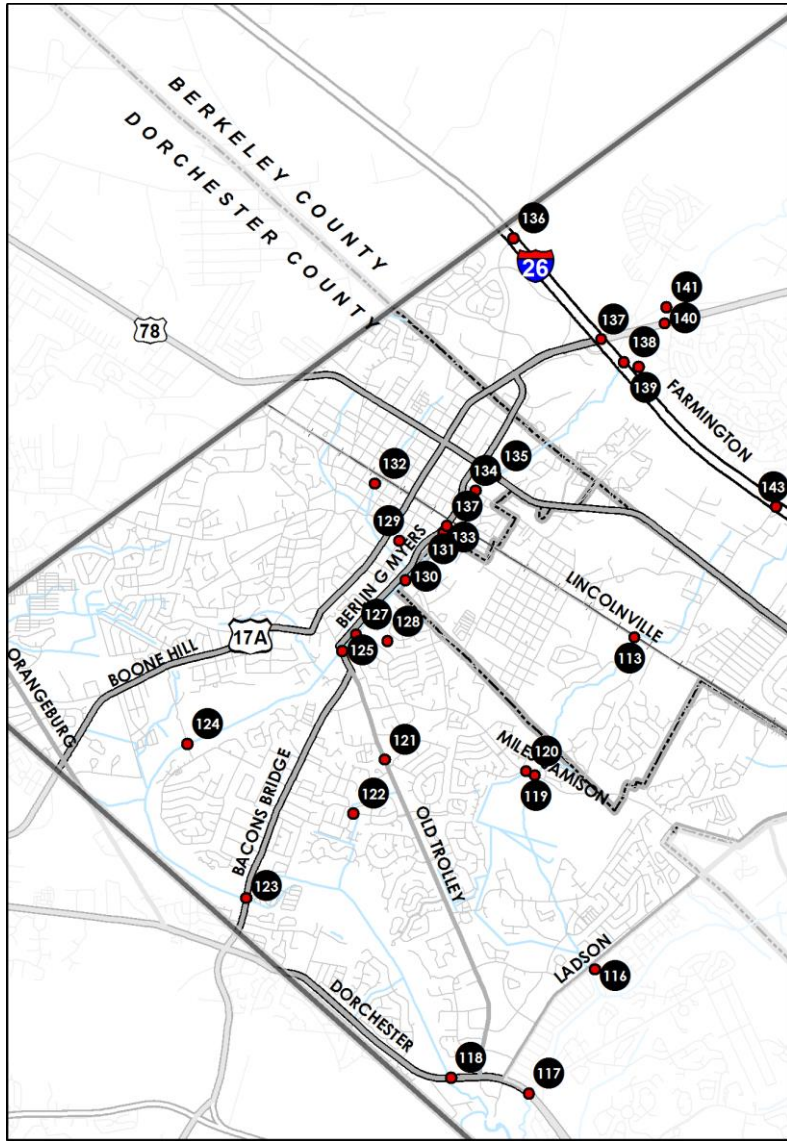 BERKELEY COUNTY
DORCHESTER COUNTY
136
26
78
141
140
137
138
139
FARMINGTON
143
135
134
132
137
129
133
131
BERLIN G MYERS
130
LINCOLNVILLE
127
128
113
17A
125
BOONE HILL
ORANGEBURG
124
121
120
MILES JAMISON
119
122
BACONS BRIDGE
OLD TROLLEY
123
LADSON
116
DORCHESTER
118
117